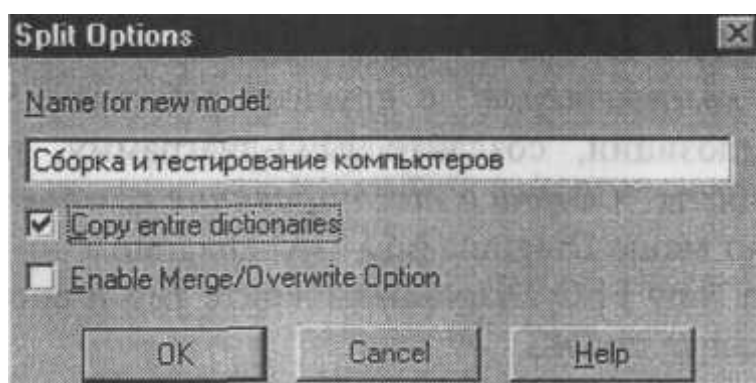 Split Options
Name for new model:
Сборка и тестирование компьютеров
Copy entire dictionaries
Enable Merge/Overwrite Option
OK Cancel Help